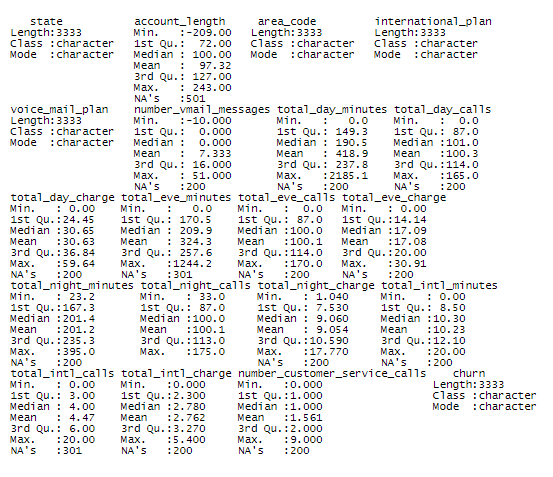 state           account_length     area_code         international_plan
Length:3333          Min.   :-209.00   Length:3333        Length:3333
Class :character     1st Qu.:  72.00   Class :character   Class :character
Mode  :character     Median : 100.00   Mode  :character   Mode  :character
                     Mean   :  97.32
                     3rd Qu.: 127.00
                     Max.   : 243.00
                     NA's   :501
voice_mail_plan    number_vmail_messages total_day_minutes total_day_calls
Length:3333        Min.   :-10.000       Min.   :   0.0    Min.   :  0.0
Class :character   1st Qu.:  0.000       1st Qu.: 149.3    1st Qu.: 87.0
Mode  :character   Median :  0.000       Median : 190.5    Median :101.0
                   Mean   :  7.333       Mean   : 418.9    Mean   :100.3
                   3rd Qu.: 16.000       3rd Qu.: 237.8    3rd Qu.:114.0
                   Max.   : 51.000       Max.   :2185.1    Max.   :165.0
                   NA's   :200           NA's   :200       NA's   :200
total_day_charge total_eve_minutes total_eve_calls total_eve_charge
Min.   : 0.00    Min.   :   0.0    Min.   :  0.0   Min.   : 0.00
1st Qu.:24.45    1st Qu.: 170.5    1st Qu.: 87.0   1st Qu.:14.14
Median :30.65    Median : 209.9    Median :100.0   Median :17.09
Mean   :30.63    Mean   : 324.3    Mean   :100.1   Mean   :17.08
3rd Qu.:36.84    3rd Qu.: 257.6    3rd Qu.:114.0   3rd Qu.:20.00
Max.   :59.64    Max.   :1244.2    Max.   :170.0   Max.   :30.91
NA's   :200      NA's   :301       NA's   :200     NA's   :200
total_night_minutes total_night_calls total_night_charge total_intl_minutes
Min.   : 23.2       Min.   : 33.0     Min.   : 1.040     Min.   : 0.00
1st Qu.:167.3       1st Qu.: 87.0     1st Qu.: 7.530     1st Qu.: 8.50
Median :201.4       Median :100.0     Median : 9.060     Median :10.30
Mean   :201.2       Mean   :100.1     Mean   : 9.054     Mean   :10.23
3rd Qu.:235.3       3rd Qu.:113.0     3rd Qu.:10.590     3rd Qu.:12.10
Max.   :395.0       Max.   :175.0     Max.   :17.770     Max.   :20.00
NA's   :200                           NA's   :200        NA's   :200
total_intl_calls total_intl_charge number_customer_service_calls    churn
Min.   : 0.00    Min.   :0.000     Min.   :0.000                 Length:3333
1st Qu.: 3.00    1st Qu.:2.300     1st Qu.:1.000                 Class :character
Median : 4.00    Median :2.780     Median :1.000                 Mode  :character
Mean   : 4.47    Mean   :2.762     Mean   :1.561
3rd Qu.: 6.00    3rd Qu.:3.270     3rd Qu.:2.000
Max.   :20.00    Max.   :5.400     Max.   :9.000
NA's   :301      NA's   :200       NA's   :200